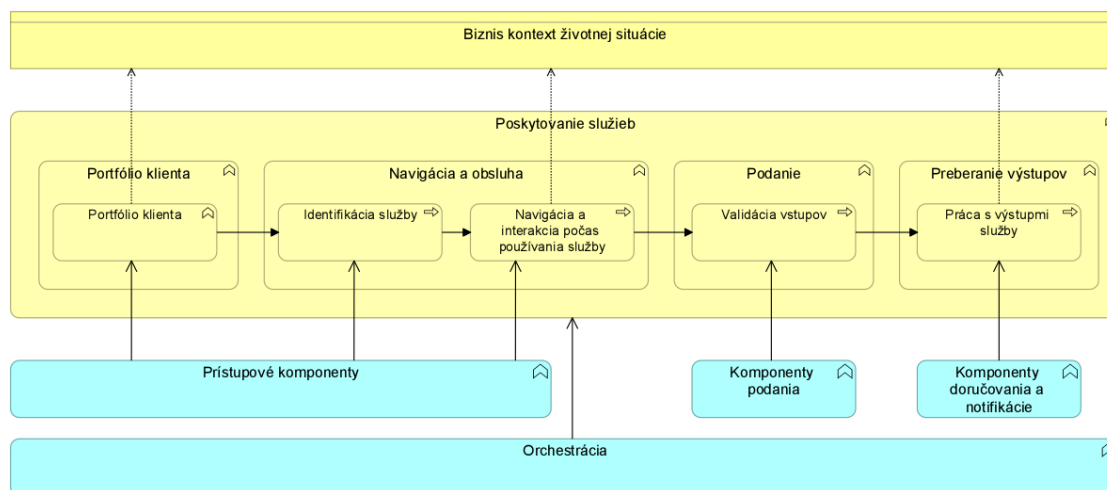 Biznis kontext životnej situácie
Poskytovanie služieb
Portfólio klienta
Navigácia a obsluha
Podanie
Preberanie výstupov
Portfólio klienta
Identifikácia služby
Navigácia a
interakcia počas
používania služby
Validácia vstupov
Práca s výstupmi
služby
Prístupové komponenty
Komponenty
podania
Komponenty
doručovania a
notifikácie
Orchestrácia